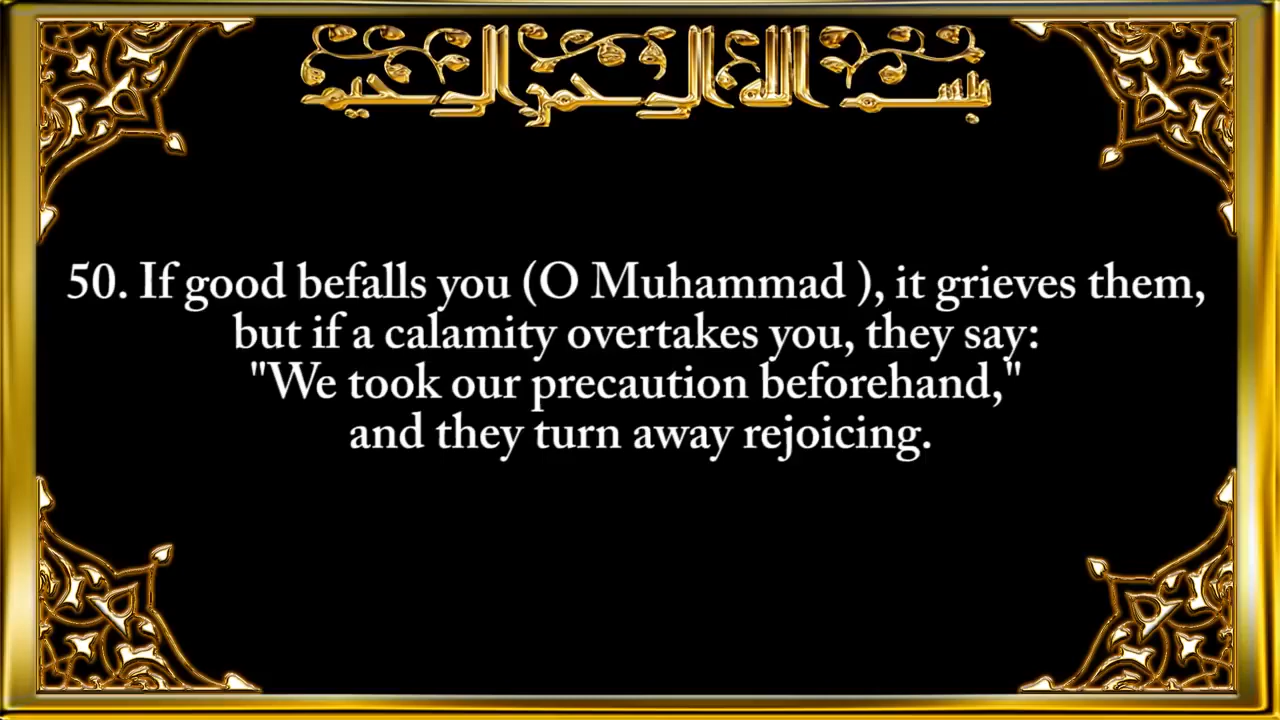 بسم الله الرحمن الرحيم
50. If good befalls you (O Muhammad ), it grieves them,
but if a calamity overtakes you, they say:
"We took our precaution beforehand,"
and they turn away rejoicing.